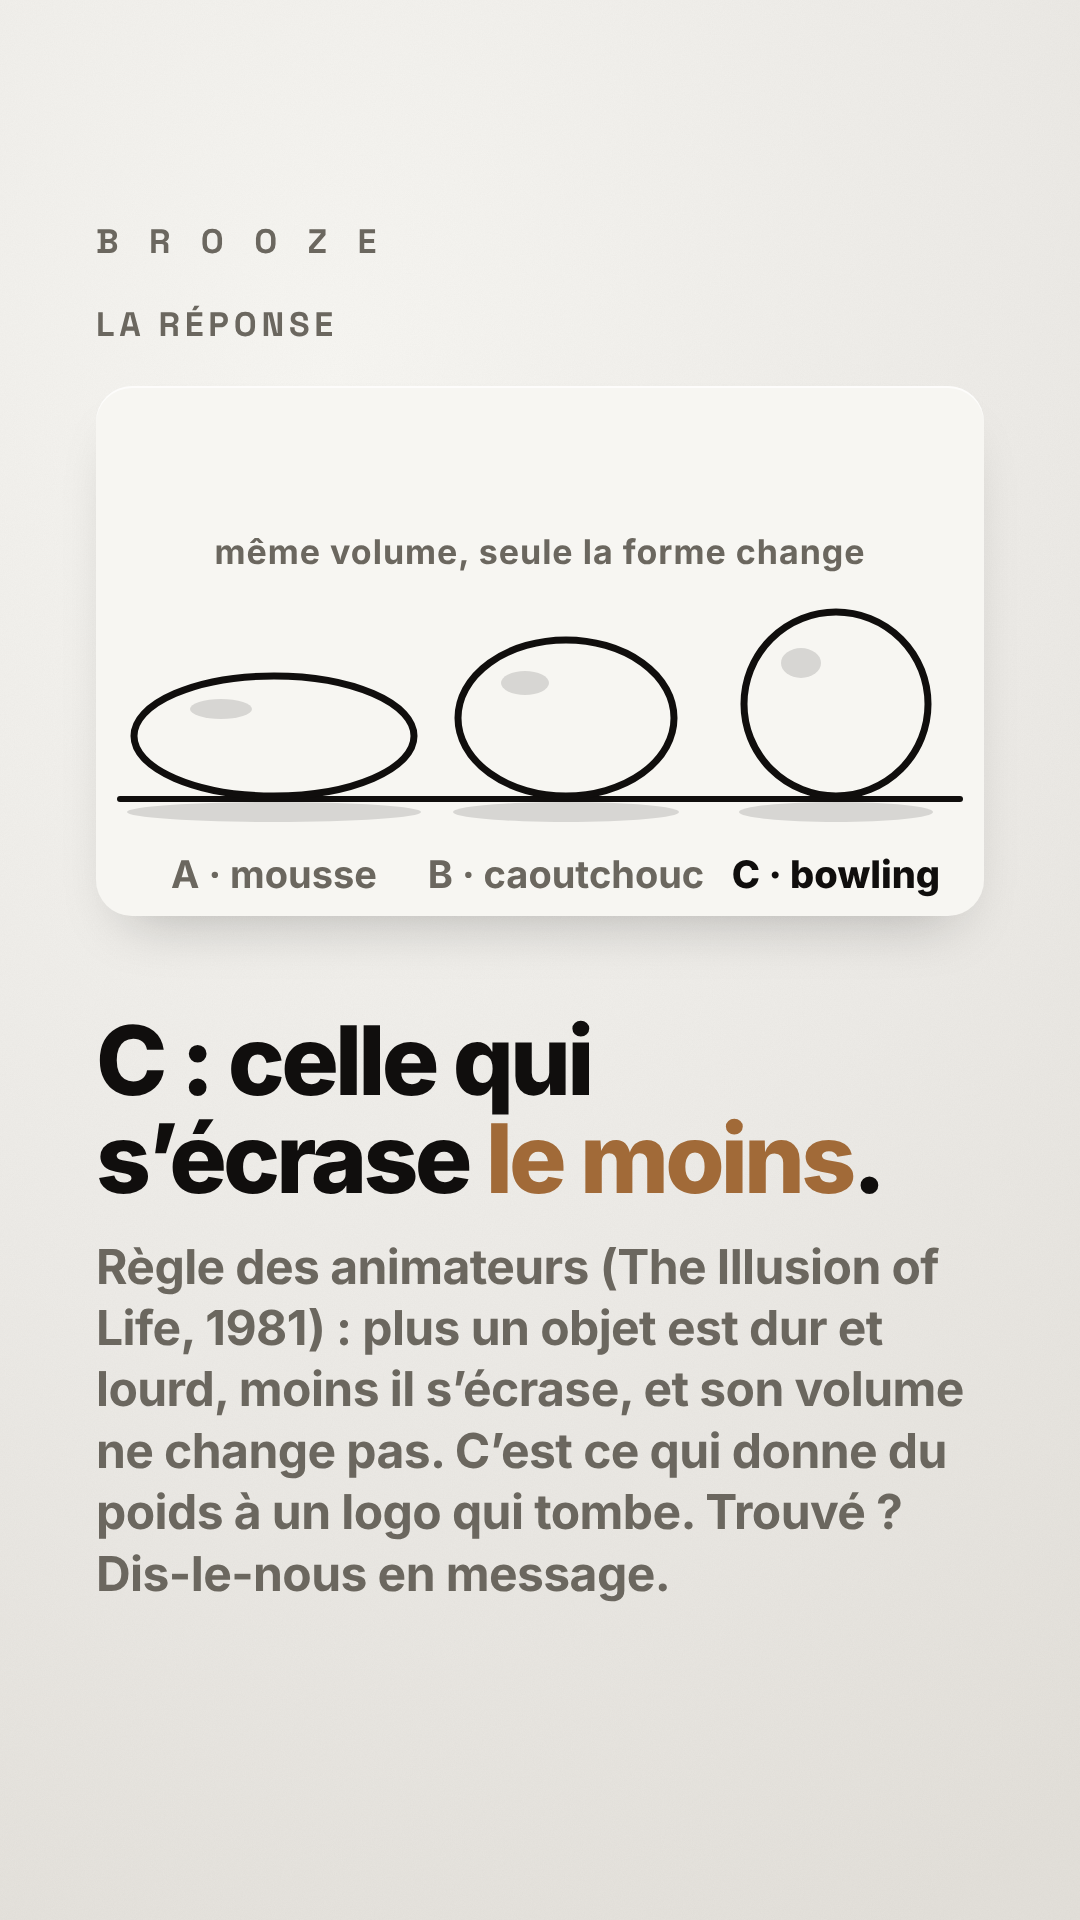 BROOZE
LA RÉPONSE
même volume, seule la forme change
A · mousse B · caoutchouc C · bowling
C : celle qui
s’écrase le moins.
Règle des animateurs (The Illusion of
Life, 1981) : plus un objet est dur et
lourd, moins il s’écrase, et son volume
ne change pas. C’est ce qui donne du
poids à un logo qui tombe. Trouvé ?
Dis-le-nous en message.